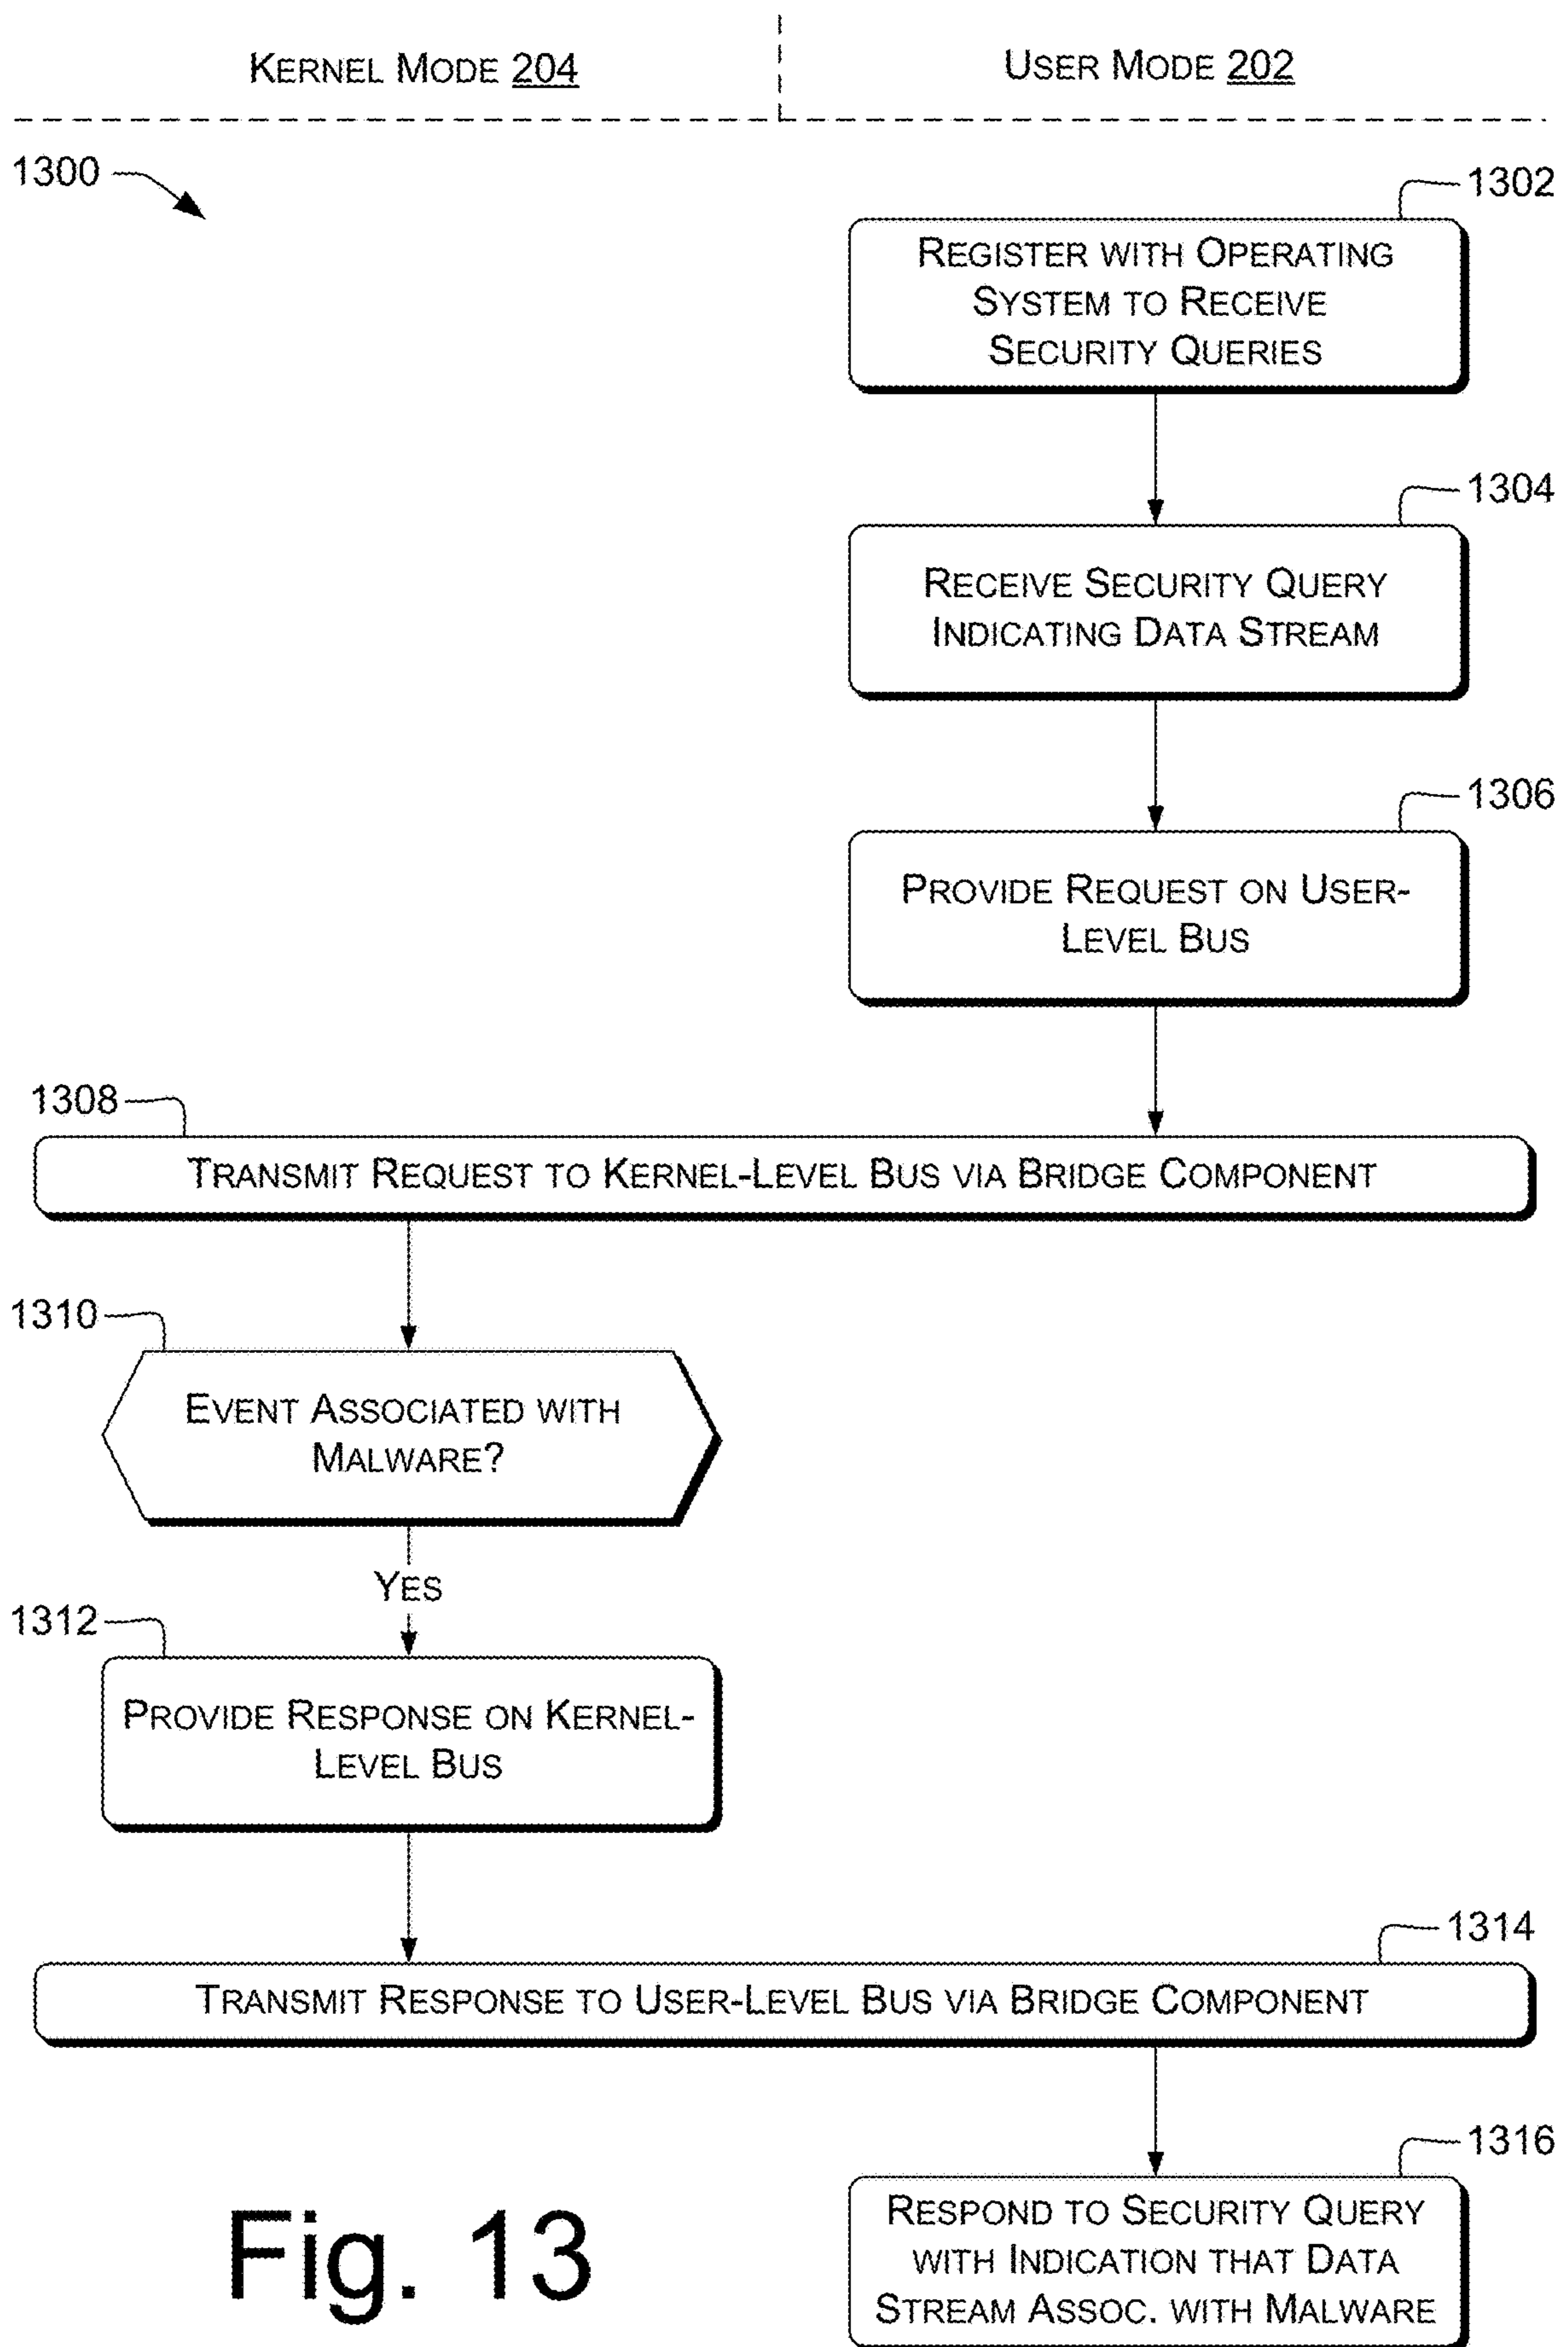 KERNEL MODE 204
USER MODE 202
1300
1302
REGISTER WITH OPERATING
SYSTEM TO RECEIVE
SECURITY QUERIES
1304
RECEIVE SECURITY QUERY
INDICATING DATA STREAM
1306
PROVIDE REQUEST ON USER-
LEVEL BUS
1308
TRANSMIT REQUEST TO KERNEL-LEVEL BUS VIA BRIDGE COMPONENT
1310
EVENT ASSOCIATED WITH
MALWARE?
YES
1312
PROVIDE RESPONSE ON KERNEL-
LEVEL BUS
1314
TRANSMIT RESPONSE TO USER-LEVEL BUS VIA BRIDGE COMPONENT
1316
RESPOND TO SECURITY QUERY
WITH INDICATION THAT DATA
STREAM ASSOC. WITH MALWARE
Fig. 13